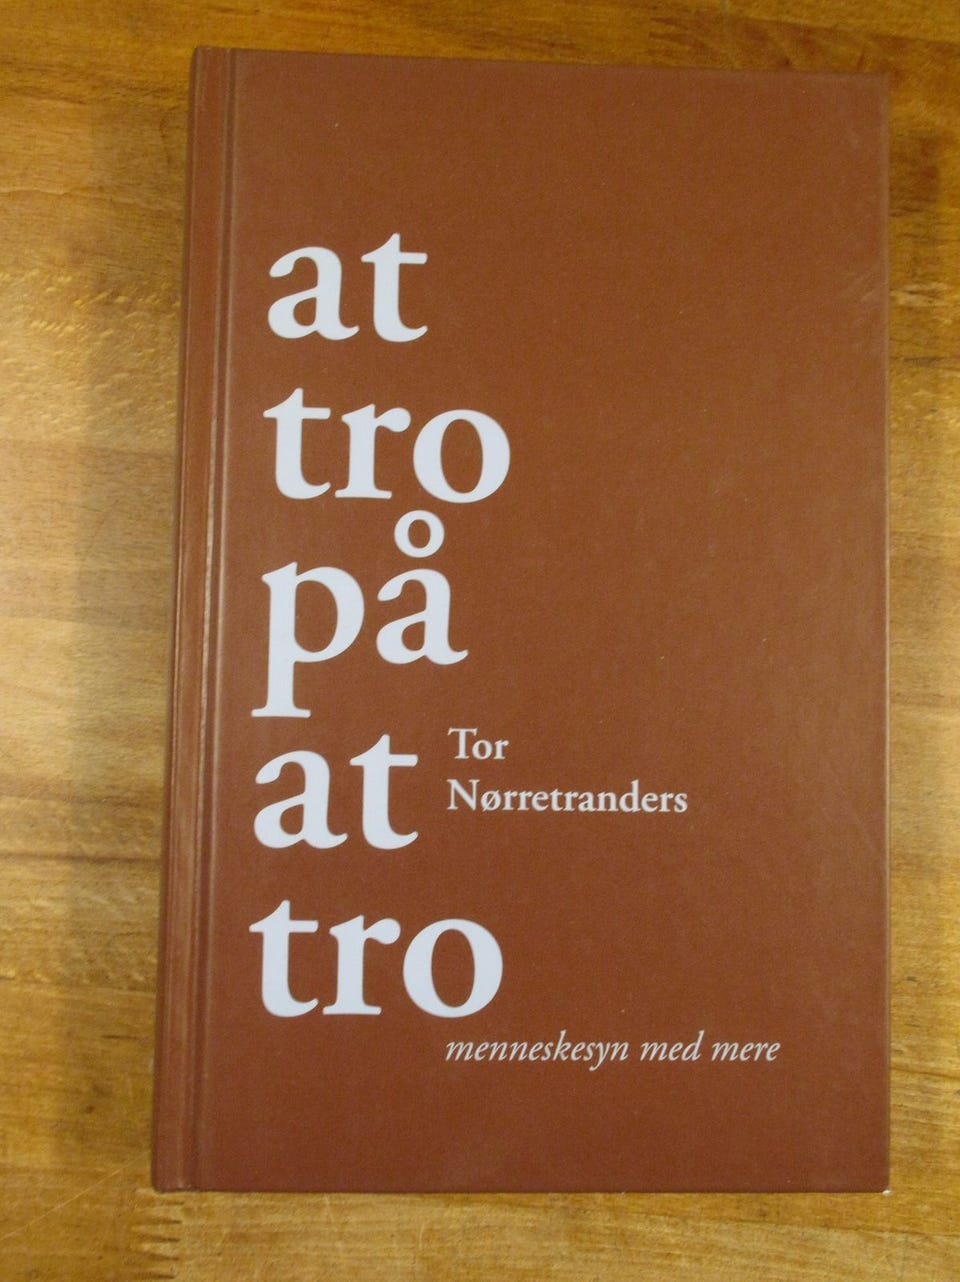 at
tro
på
at
tro
Tor
Nørretranders
menneskesyn med mere